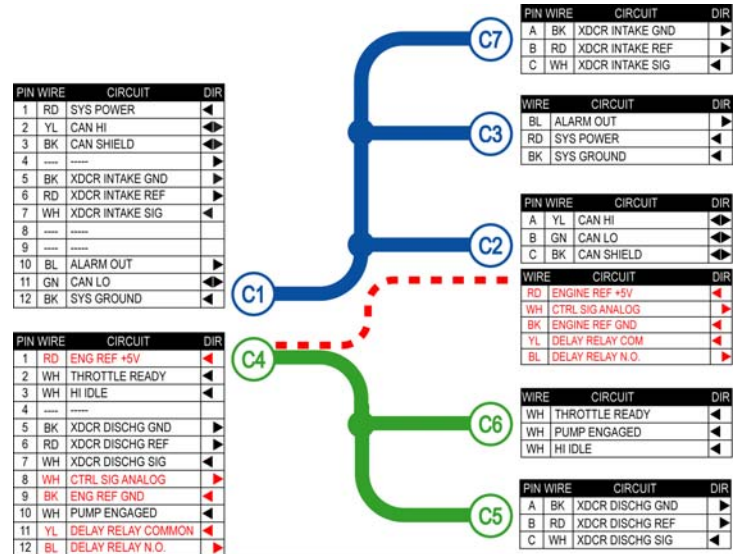 PIN WIRE CIRCUIT DIR
A BK XDCR INTAKE GND ▶
B RD XDCR INTAKE REF ▶
C WH XDCR INTAKE SIG ◀
C7
PIN WIRE CIRCUIT DIR
1 RD SYS POWER ◀
2 YL CAN HI ◀▶
3 BK CAN SHIELD ◀▶
4 ---- ----- ▶
5 BK XDCR INTAKE GND ▶
6 RD XDCR INTAKE REF ▶
7 WH XDCR INTAKE SIG ◀
8 ---- -----
9 ---- -----
10 BL ALARM OUT ▶
11 GN CAN LO ◀▶
12 BK SYS GROUND ◀
C1
WIRE CIRCUIT DIR
BL ALARM OUT ▶
RD SYS POWER ◀
BK SYS GROUND ◀
C3
PIN WIRE CIRCUIT DIR
A YL CAN HI ◀▶
B GN CAN LO ◀▶
C BK CAN SHIELD ◀▶
C2
WIRE CIRCUIT DIR
RD ENGINE REF +5V ◀
WH CTRL SIG ANALOG ▶
BK ENGINE REF GND ◀
YL DELAY RELAY COM ◀
BL DELAY RELAY N.O. ▶
PIN WIRE CIRCUIT DIR
1 RD ENG REF +5V ◀
2 WH THROTTLE READY ◀
3 WH HI IDLE ◀
4 ---- -----
5 BK XDCR DISCHG GND ▶
6 RD XDCR DISCHG REF ▶
7 WH XDCR DISCHG SIG ◀
8 WH CTRL SIG ANALOG ▶
9 BK ENG REF GND ◀
10 WH PUMP ENGAGED ◀
11 YL DELAY RELAY COMMON ◀
12 BL DELAY RELAY N.O. ▶
C4
WIRE CIRCUIT DIR
WH THROTTLE READY ◀
WH PUMP ENGAGED ◀
WH HI IDLE ◀
C6
PIN WIRE CIRCUIT DIR
A BK XDCR DISCHG GND ▶
B RD XDCR DISCHG REF ▶
C WH XDCR DISCHG SIG ◀
C5